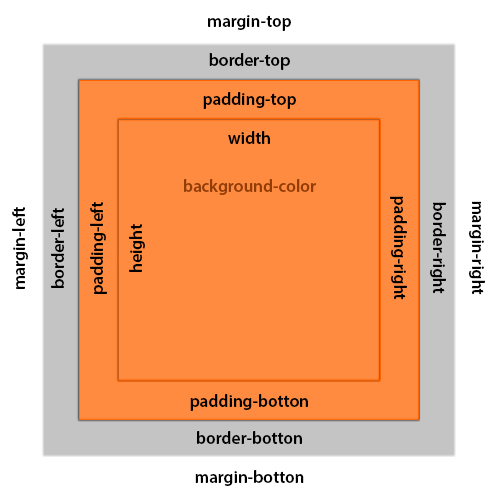 margin-top
border-top
padding-top
width
background-color
margin-left
border-left
padding-left
height
padding-right
border-right
margin-right
padding-botton
border-botton
margin-botton